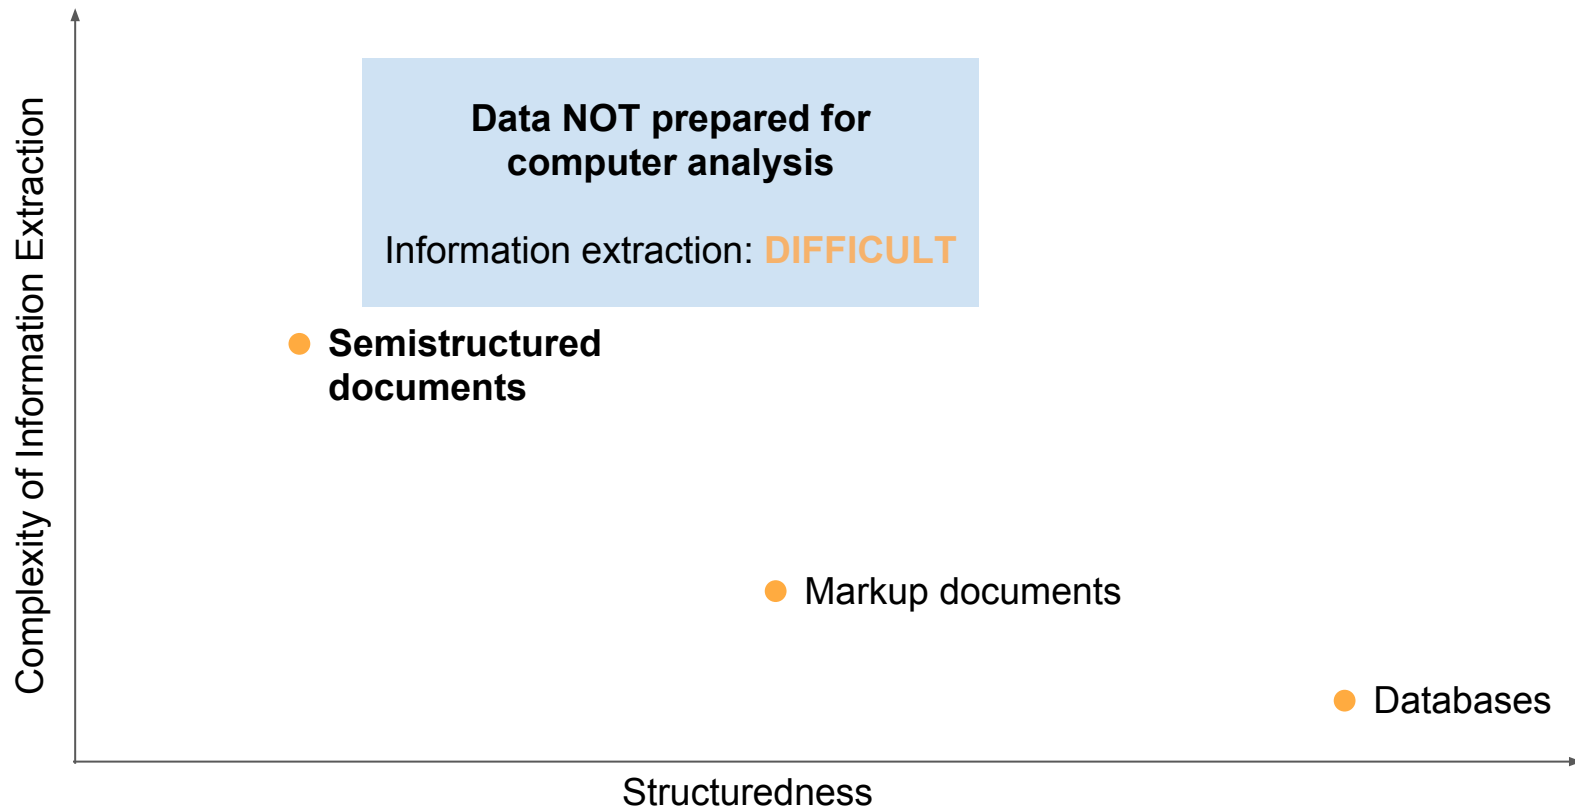 Complexity of Information Extraction
Data NOT prepared for
computer analysis
Information extraction: DIFFICULT
Semistructured
documents
Markup documents
Databases
Structuredness